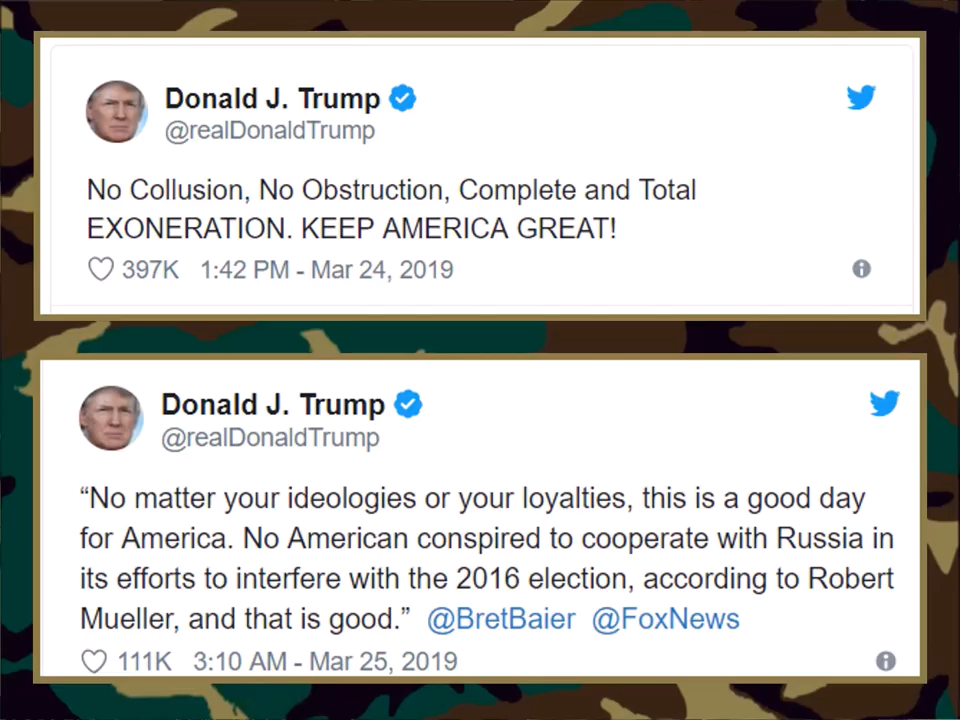 Donald J. Trump
@realDonaldTrump
No Collusion, No Obstruction, Complete and Total
EXONERATION. KEEP AMERICA GREAT!
397K 1:42 PM - Mar 24, 2019
Donald J. Trump
@realDonaldTrump
“No matter your ideologies or your loyalties, this is a good day
for America. No American conspired to cooperate with Russia in
its efforts to interfere with the 2016 election, according to Robert
Mueller, and that is good.” @BretBaier @FoxNews
111K 3:10 AM - Mar 25, 2019